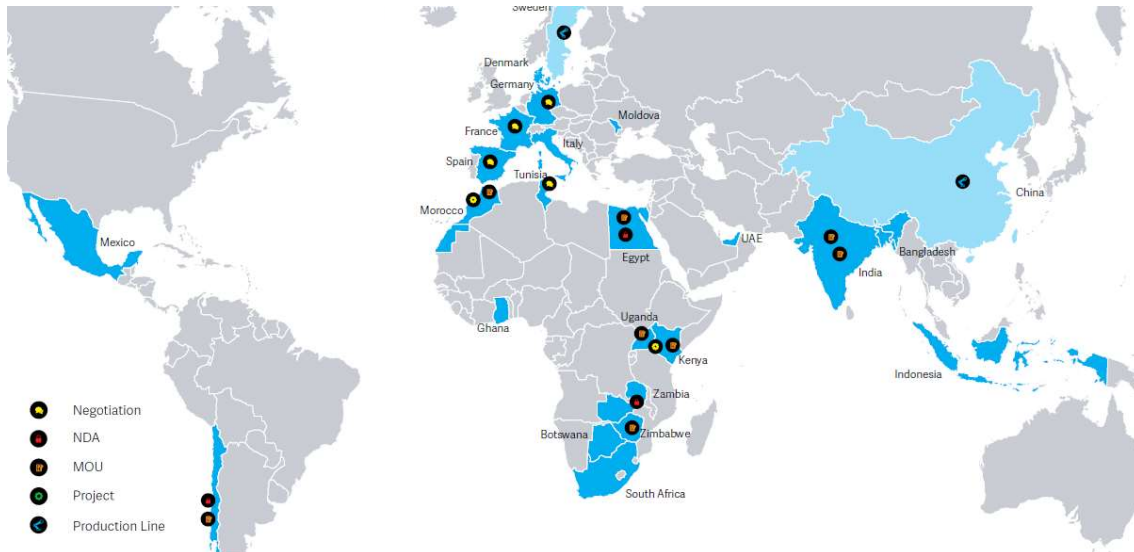 Sweden
Denmark
Germany
Moldova
France
Italy
Spain
Tunisia
China
Morocco
UAE
Mexico
Bangladesh
Egypt
India
Uganda
Ghana
Kenya
Indonesia
Zambia
Negotiation
Botswana
Zimbabwe
NDA
MOU
South Africa
Project
Production Line